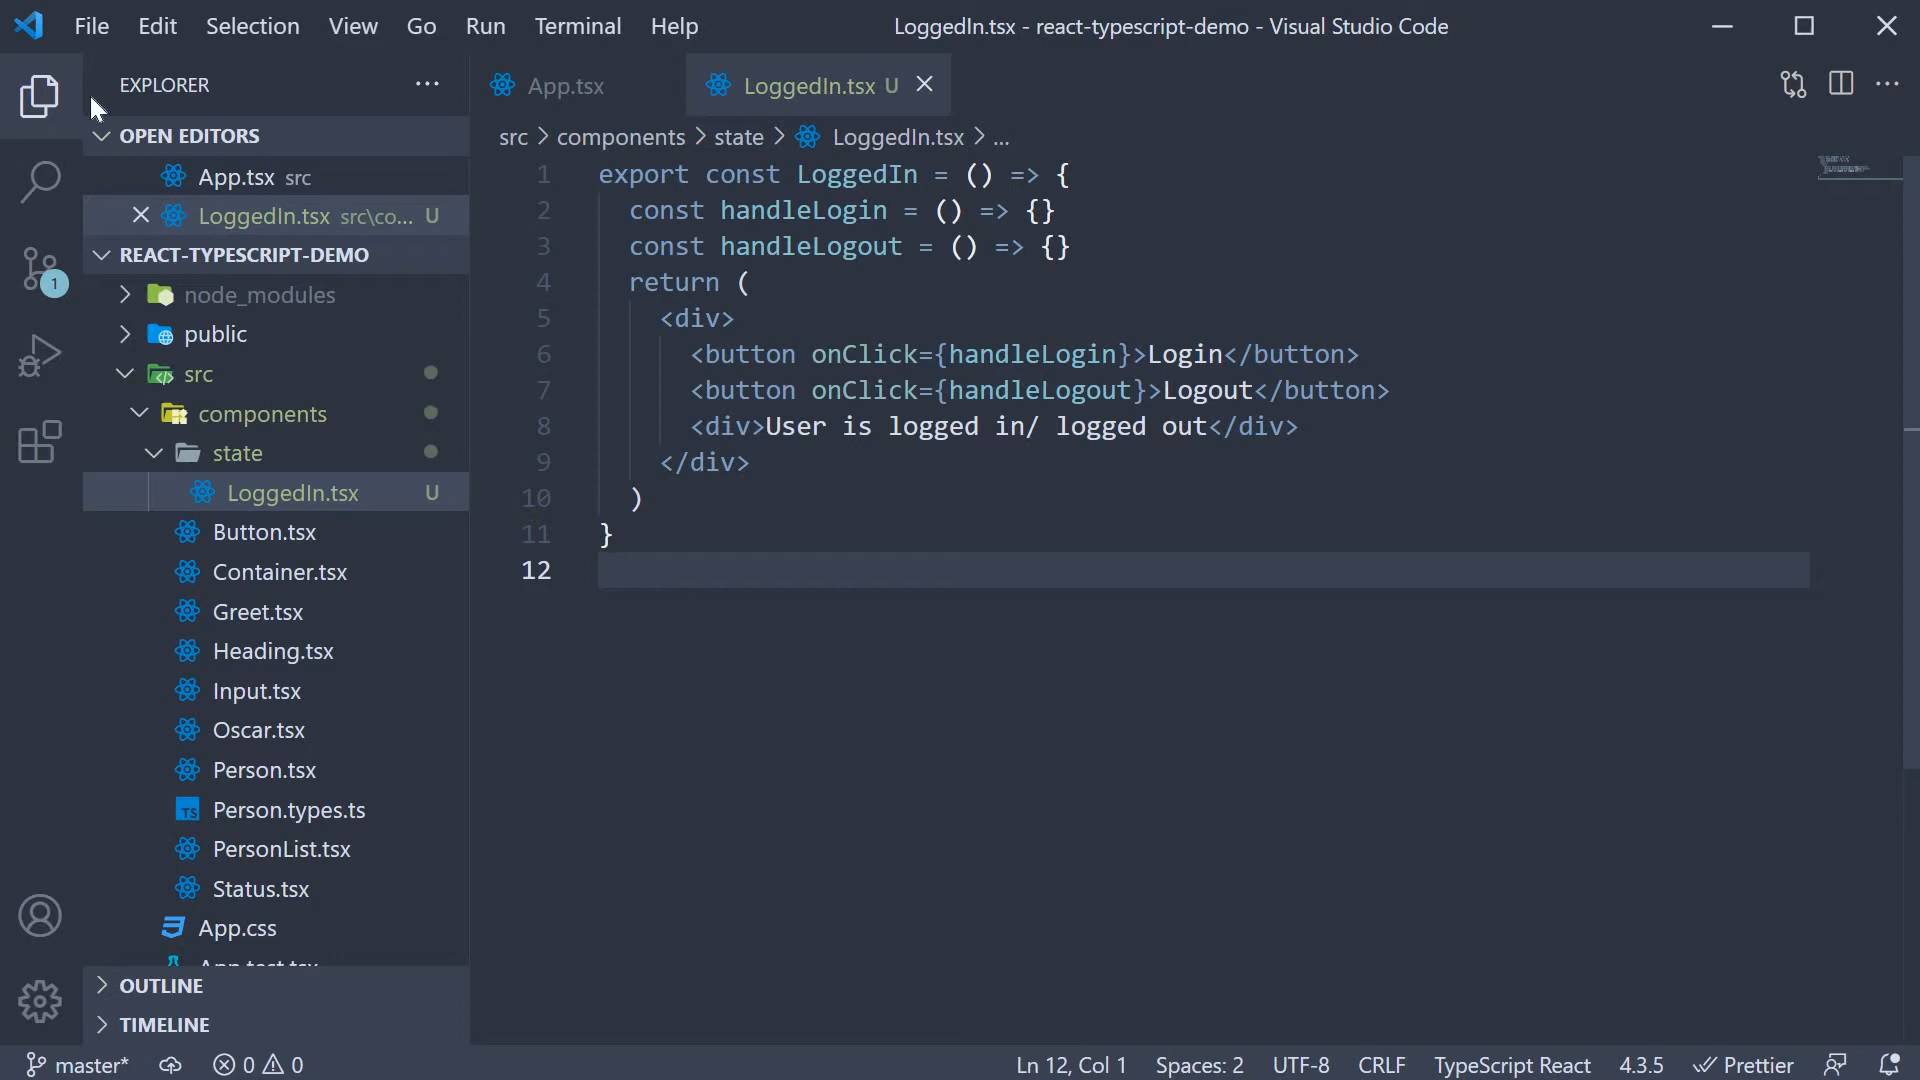 File Edit Selection View Go Run Terminal Help LoggedIn.tsx - react-typescript-demo - Visual Studio Code
EXPLORER
OPEN EDITORS
App.tsx src
LoggedIn.tsx src\co... U
REACT-TYPESCRIPT-DEMO
1
node_modules
public
src
components
state
LoggedIn.tsx U
Button.tsx
Container.tsx
Greet.tsx
Heading.tsx
Input.tsx
Oscar.tsx
Person.tsx
TS Person.types.ts
PersonList.tsx
Status.tsx
App.css
App.test.tsx
OUTLINE
TIMELINE
App.tsx LoggedIn.tsx U
src > components > state > LoggedIn.tsx > ...
1 export const LoggedIn = () => {
2 const handleLogin = () => {}
3 const handleLogout = () => {}
4 return (
5 <div>
6 <button onClick={handleLogin}>Login</button>
7 <button onClick={handleLogout}>Logout</button>
8 <div>User is logged in/ logged out</div>
9 </div>
10 )
11 }
12
master* 0 0 Ln 12, Col 1 Spaces: 2 UTF-8 CRLF TypeScript React 4.3.5 Prettier